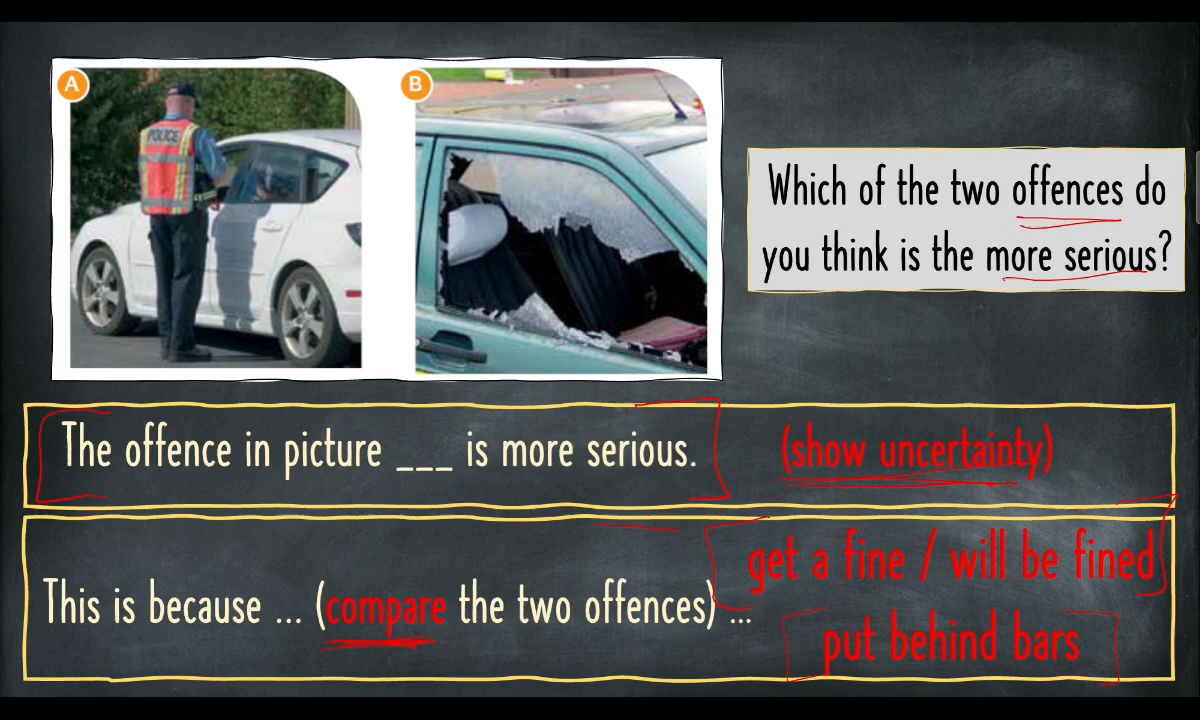 A
B
POLICE
Which of the two offences do
you think is the more serious?
The offence in picture ___ is more serious.
(show uncertainty)
get a fine / will be fined
This is because ... (compare the two offences) ...
put behind bars